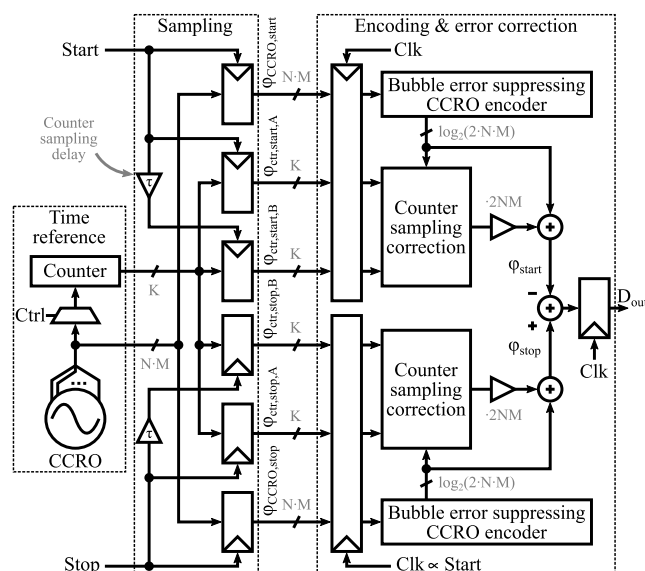 Sampling
Encoding & error correction
Start
φCCRO,start
N·M
Clk
Bubble error suppressing
CCRO encoder
log₂(2·N·M)
Counter
sampling
delay
τ
φctr,start,A
K
Counter
sampling
correction
·2NM
+
φstart
Time
reference
Counter
K
φctr,start,B
K
Ctrl
N·M
...
CCRO
φctr,stop,B
K
−
+
+
Dout
Clk
φstop
Counter
sampling
correction
·2NM
+
τ
φctr,stop,A
K
φCCRO,stop
N·M
log₂(2·N·M)
Bubble error suppressing
CCRO encoder
Stop
Clk ∝ Start